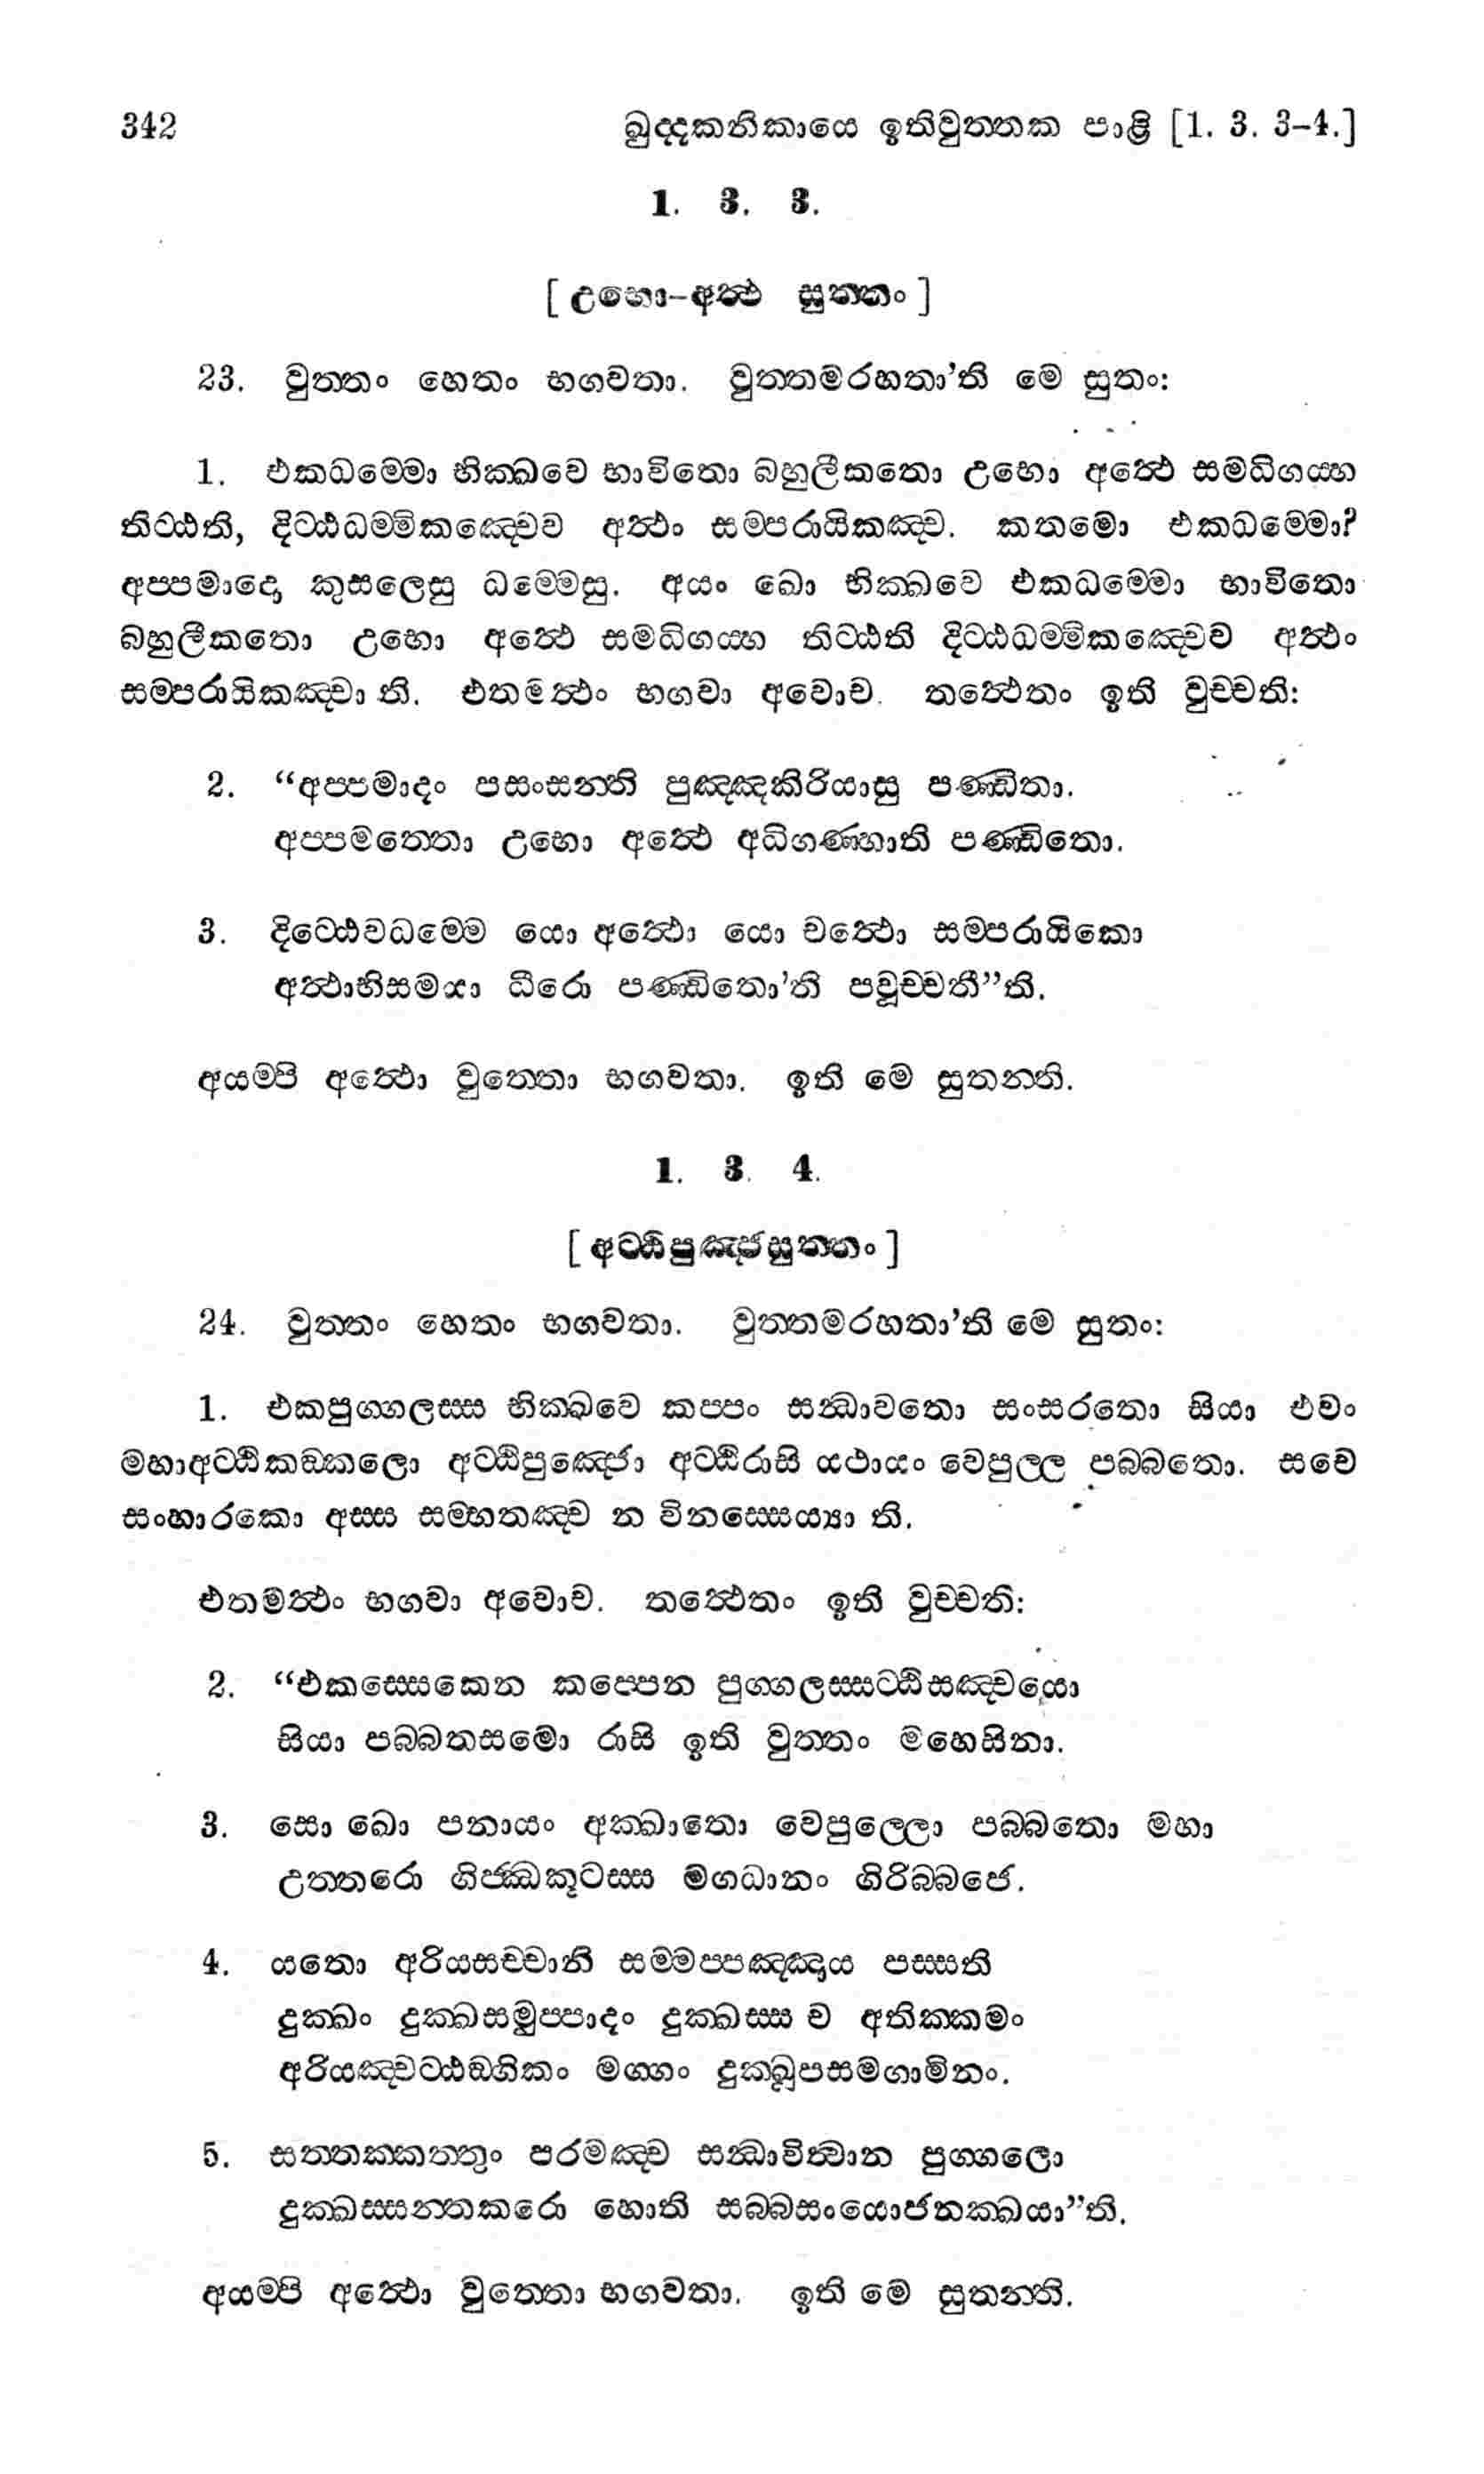 342 ඛුද්දකනිකායෙ ඉතිවුත්තක පාළි [1. 3. 3-4.]
1. 3. 3.
[ උභො-අත්ථ සුත්තං ]
23. වුත්තං හෙතං භගවතා. වුත්තමරහතා’ති මෙ සුතං:
1. එකධම්මො භික්ඛවෙ භාවිතො බහුලීකතො උභො අත්ථෙ සමධිගය්හ
තිට්ඨති, දිට්ඨධම්මිකඤ්චෙව අත්ථං සම්පරායිකඤ්ච. කතමො එකධම්මො?
අප්පමාදො කුසලෙසු ධම්මෙසු. අයං ඛො භික්ඛවෙ එකධම්මො භාවිතො
බහුලීකතො උභො අත්ථෙ සමධිගය්හ තිට්ඨති දිට්ඨධම්මිකඤ්චෙව අත්ථං
සම්පරායිකඤ්චා ති. එතමත්ථං භගවා අවොච. තත්ථෙතං ඉති වුච්චති:
2. “අප්පමාදං පසංසන්ති පුඤ්ඤකිරියාසු පණ්ඩිතා.
අප්පමත්තො උභො අත්ථෙ අධිගණ්හාති පණ්ඩිතො.
3. දිට්ඨෙවධම්මෙ යො අත්ථො යො චත්ථො සම්පරායිකො
අත්ථාභිසමයා ධීරො පණ්ඩිතො’ති පවූච්චතී”ති.
අයම්පි අත්ථො වුත්තො භගවතා. ඉති මෙ සුතන්ති.
1. 3. 4.
[ අට්ඨිපුඤ්ජසුත්තං ]
24. වුත්තං හෙතං භගවතා. වුත්තමරහතා’ති මෙ සුතං:
1. එකපුග්ගලස්ස භික්ඛවෙ කප්පං සන්ධාවතො සංසරතො සියා එවං
මහාඅට්ඨිකඞ්කලො අට්ඨිපුඤ්ජො අට්ඨිරාසි යථායං වෙපුල්ල පබ්බතො. සචෙ
සංහාරකො අස්ස සම්භතඤ්ච න විනස්සෙය්‍යා ති.
එතමත්ථං භගවා අවොච. තත්ථෙතං ඉති වුච්චති:
2. “එකස්සෙකෙන කප්පෙන පුග්ගලස්සට්ඨිසඤ්චයො
සියා පබ්බතසමො රාසි ඉති වුත්තං මහෙසිනා.
3. සො ඛො පනායං අක්ඛාතො වෙපුල්ලො පබ්බතො මහා
උත්තරො ගිජ්ඣකූටස්ස මගධානං ගිරිබ්බජෙ.
4. යතො අරියසච්චානි සම්මප්පඤ්ඤාය පස්සති
දුක්ඛං දුක්ඛසමුප්පාදං දුක්ඛස්ස ච අතික්කමං
අරියඤ්චට්ඨඞ්ගිකං මග්ගං දුක්ඛූපසමගාමිනං.
5. සත්තක්කත්තුං පරමඤ්ච සන්ධාවිත්වාන පුග්ගලො
දුක්ඛස්සන්තකරො හොති සබ්බසංයොජනක්ඛයා”ති.
අයම්පි අත්ථො වුත්තො භගවතා. ඉති මෙ සුතන්ති.